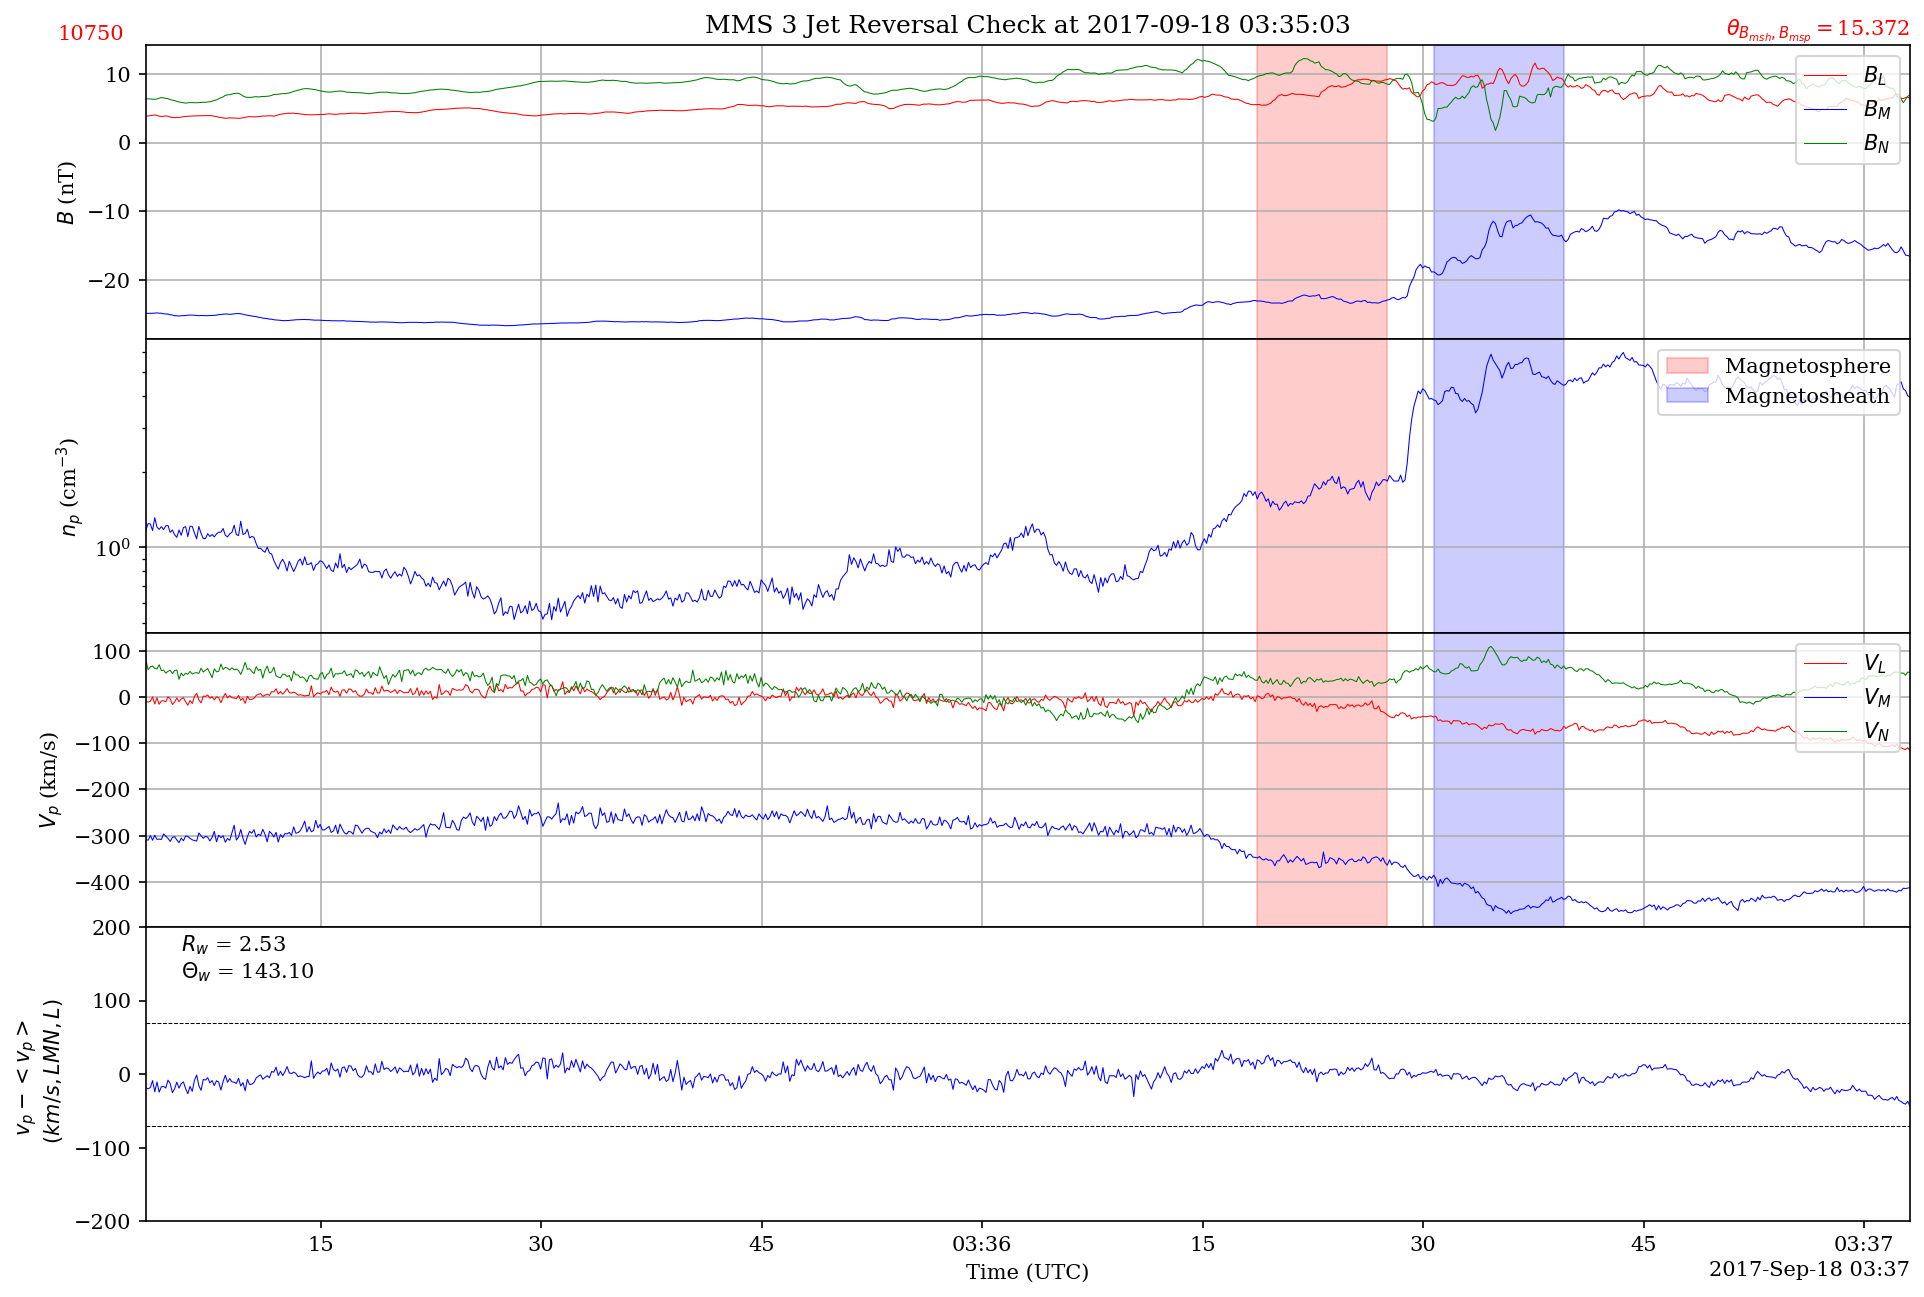 10750
MMS 3 Jet Reversal Check at 2017-09-18 03:35:03
θ_{B_{msh}, B_{msp}} = 15.372
B (nT)
10
0
−10
−20
B_L
B_M
B_N
n_p (cm^{−3})
10^0
Magnetosphere
Magnetosheath
V_p (km/s)
100
0
−100
−200
−300
−400
V_L
V_M
V_N
v_p − < v_p >
(km/s, LMN, L)
200
100
0
−100
−200
R_w = 2.53
Θ_w = 143.10
15
30
45
03:36
15
30
45
03:37
Time (UTC)
2017-Sep-18 03:37